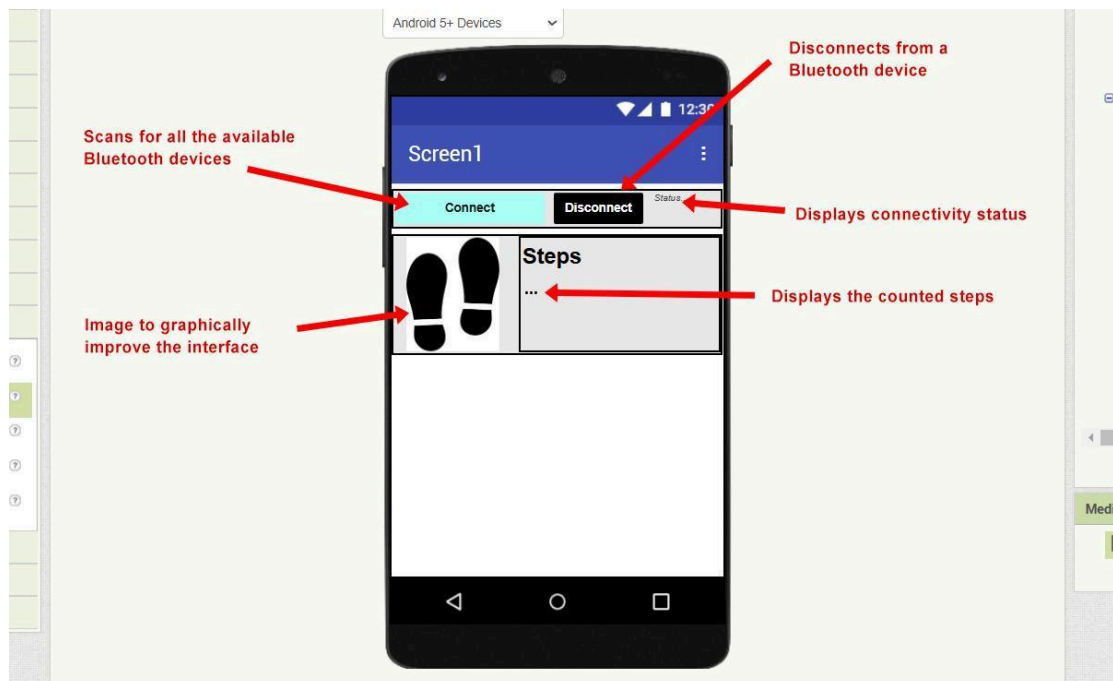 Android 5+ Devices
Disconnects from a
Bluetooth device
12:30
Scans for all the available
Bluetooth devices
Screen1
Connect
Disconnect
Status...
Displays connectivity status
Steps
...
Displays the counted steps
Image to graphically
improve the interface
Medi